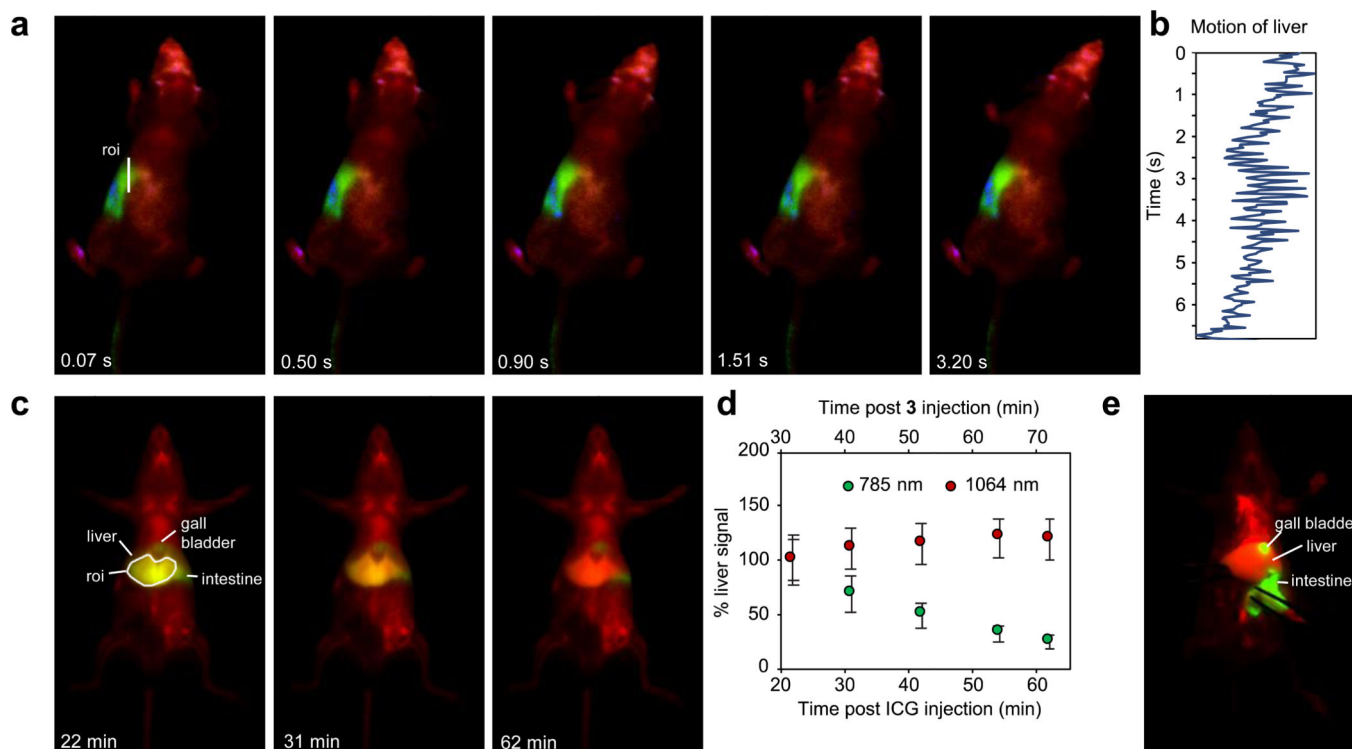 a
roi
0.07 s
0.50 s
0.90 s
1.51 s
3.20 s
b
Motion of liver
Time (s)
0
1
2
3
4
5
6
c
liver
gall
bladder
roi
intestine
22 min
31 min
62 min
d
Time post 3 injection (min)
30 40 50 60 70
200
150
100
50
0
% liver signal
785 nm 1064 nm
20 30 40 50 60
Time post ICG injection (min)
e
gall bladder
liver
intestine